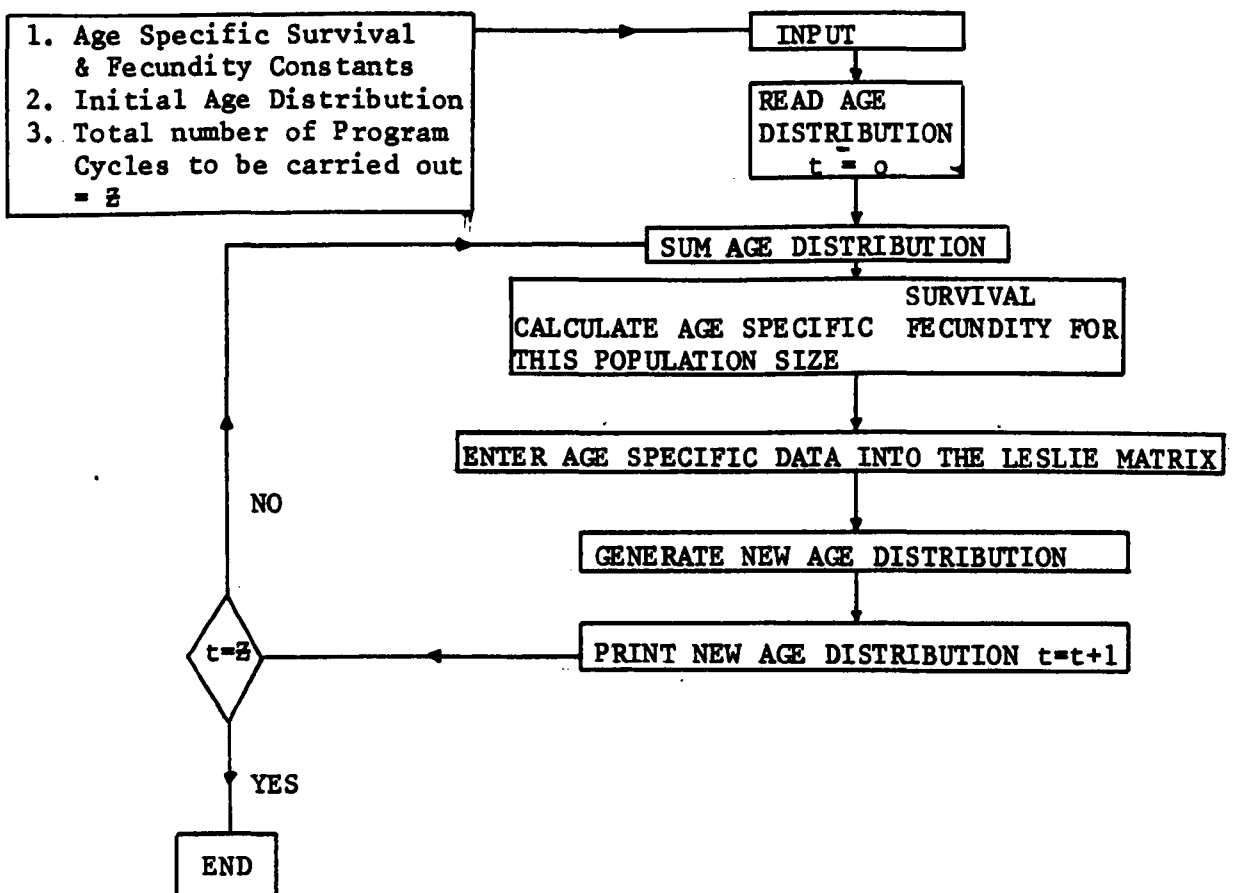 1. Age Specific Survival
& Fecundity Constants
2. Initial Age Distribution
3. Total number of Program
Cycles to be carried out
= Z
INPUT
READ AGE
DISTRIBUTION
t = o
SUM AGE DISTRIBUTION
SURVIVAL
CALCULATE AGE SPECIFIC FECUNDITY FOR
THIS POPULATION SIZE
ENTER AGE SPECIFIC DATA INTO THE LESLIE MATRIX
GENERATE NEW AGE DISTRIBUTION
PRINT NEW AGE DISTRIBUTION t=t+1
t=Z
NO
YES
END